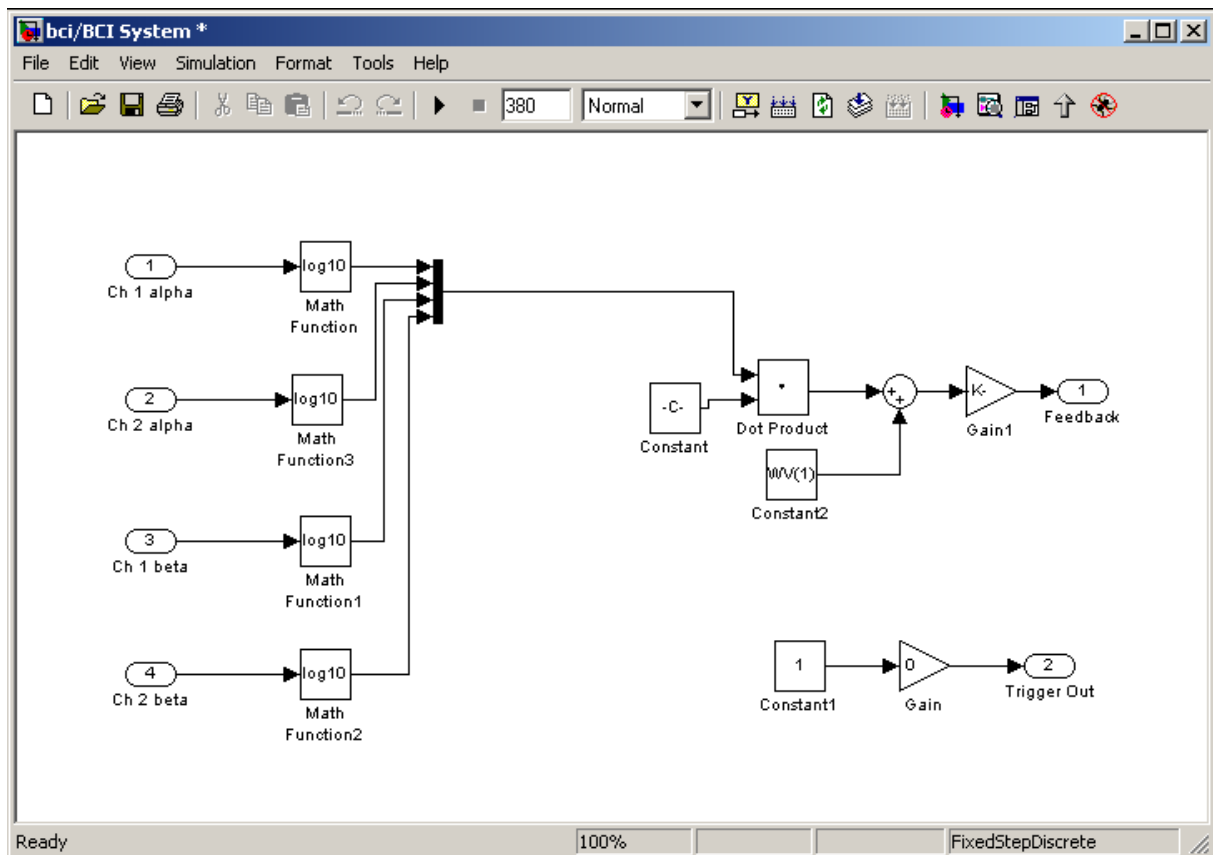 bci/BCI System *
File Edit View Simulation Format Tools Help
380 Normal
1
Ch 1 alpha
log10
Math
Function
2
Ch 2 alpha
log10
Math
Function3
3
Ch 1 beta
log10
Math
Function1
4
Ch 2 beta
log10
Math
Function2
-C-
Constant
Dot Product
WV(1)
Constant2
+
+
-K-
Gain1
1
Feedback
1
Constant1
0
Gain
2
Trigger Out
Ready 100% FixedStepDiscrete